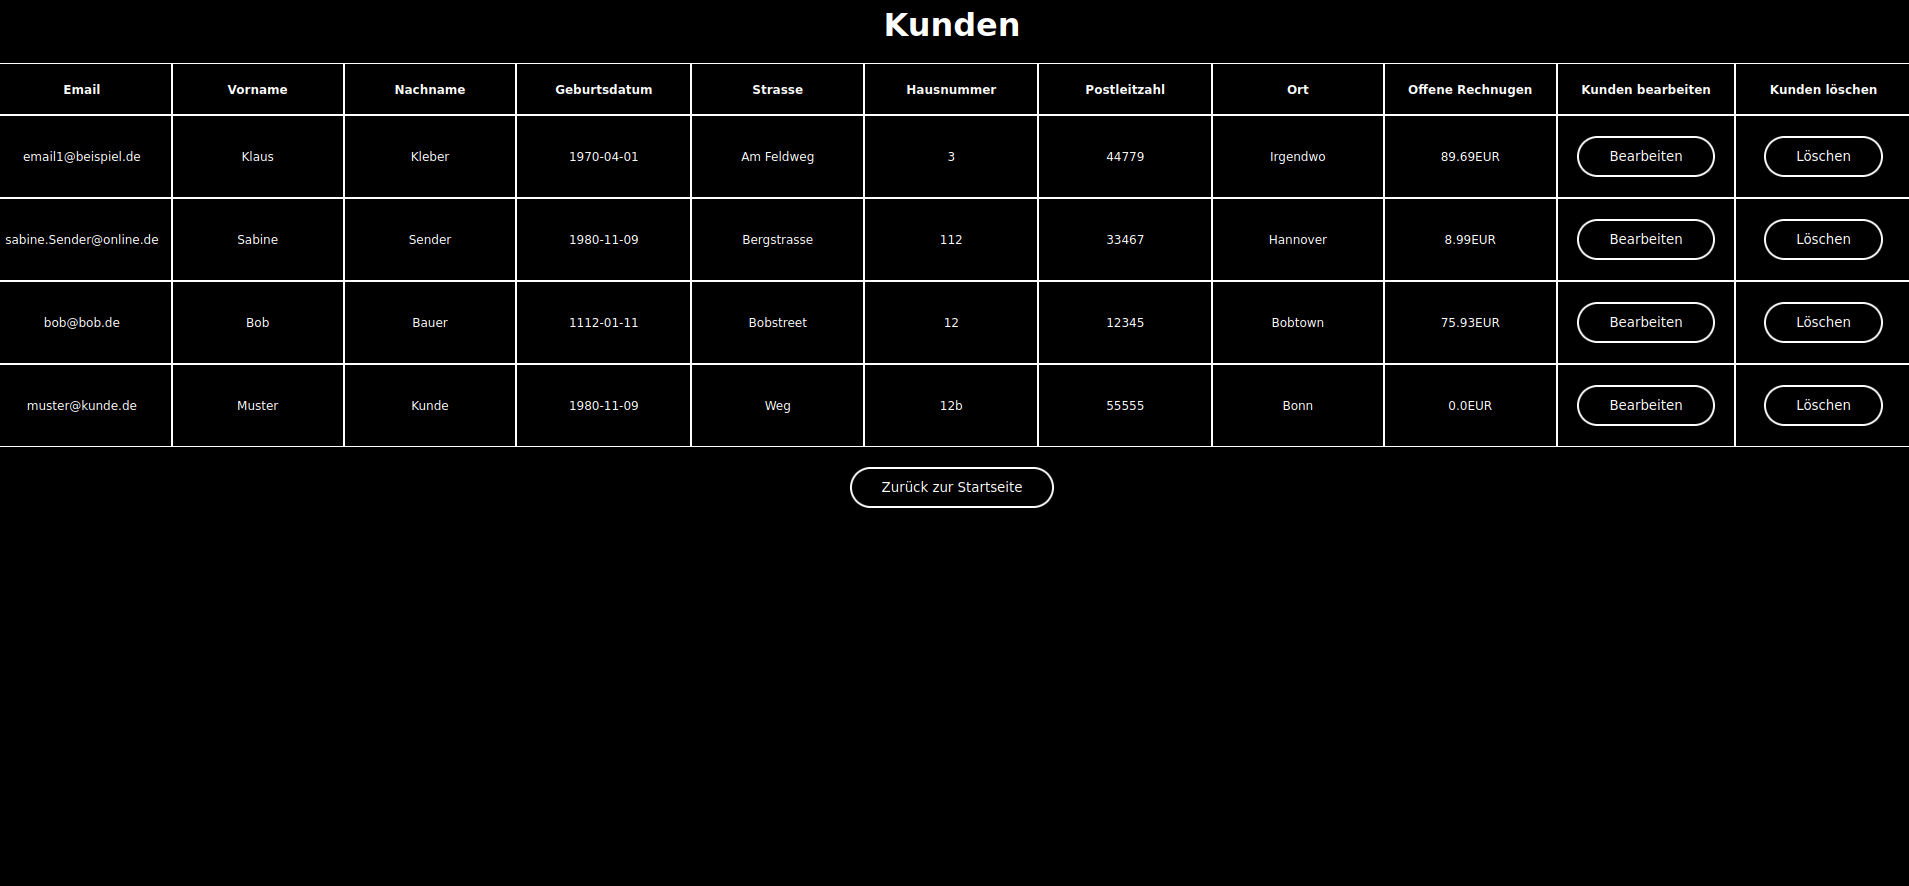 Kunden
Email Vorname Nachname Geburtsdatum Strasse Hausnummer Postleitzahl Ort Offene Rechnugen Kunden bearbeiten Kunden löschen
email1@beispiel.de Klaus Kleber 1970-04-01 Am Feldweg 3 44779 Irgendwo 89.69EUR Bearbeiten Löschen
sabine.Sender@online.de Sabine Sender 1980-11-09 Bergstrasse 112 33467 Hannover 8.99EUR Bearbeiten Löschen
bob@bob.de Bob Bauer 1112-01-11 Bobstreet 12 12345 Bobtown 75.93EUR Bearbeiten Löschen
muster@kunde.de Muster Kunde 1980-11-09 Weg 12b 55555 Bonn 0.0EUR Bearbeiten Löschen
Zurück zur Startseite